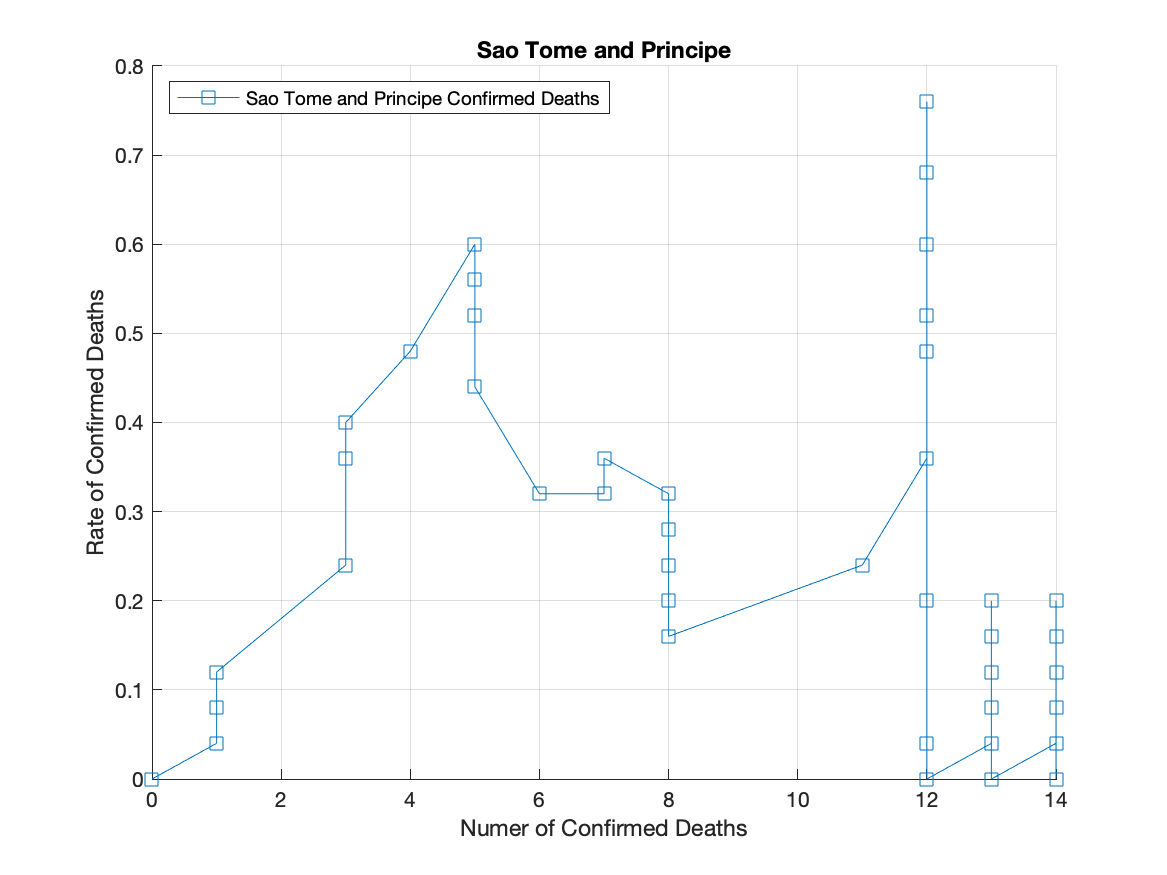 Sao Tome and Principe
Sao Tome and Principe Confirmed Deaths
0.8
0.7
0.6
0.5
0.4
0.3
0.2
0.1
0
Rate of Confirmed Deaths
0 2 4 6 8 10 12 14
Numer of Confirmed Deaths